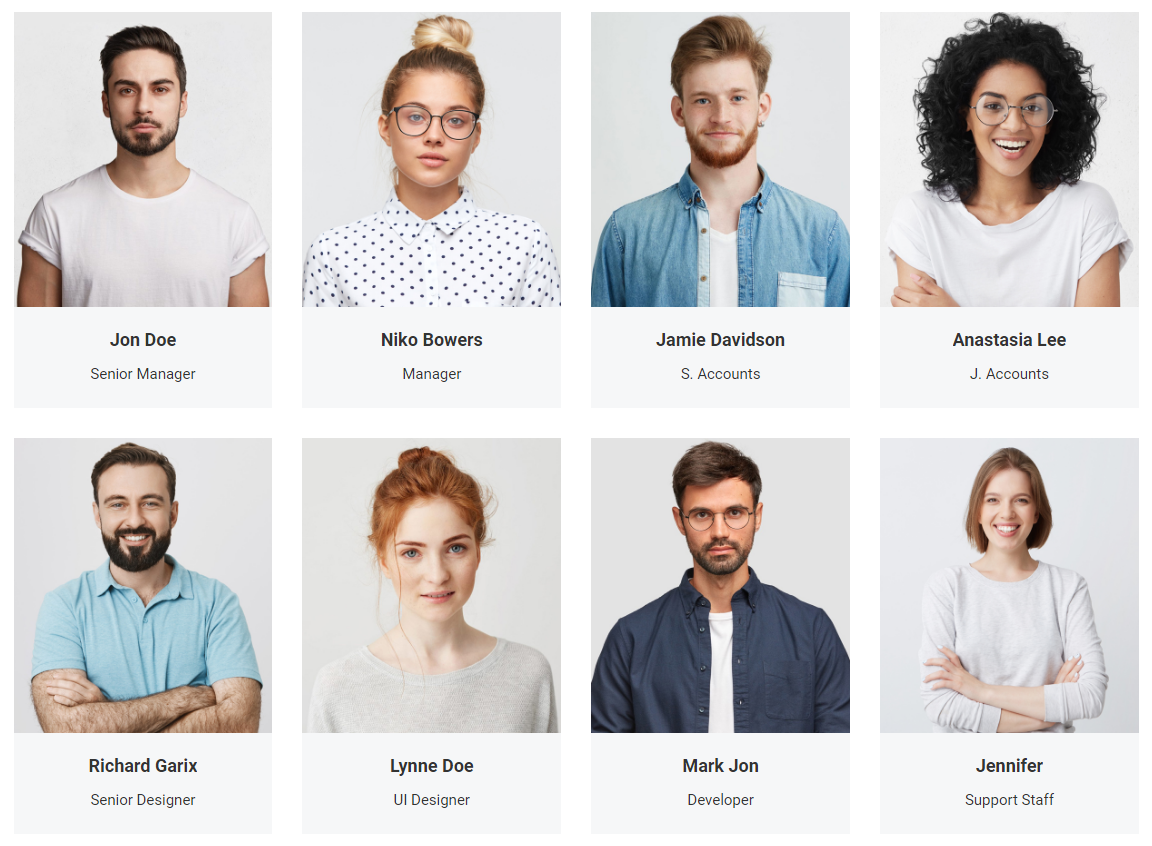 Jon Doe
Senior Manager
Niko Bowers
Manager
Jamie Davidson
S. Accounts
Anastasia Lee
J. Accounts
Richard Garix
Senior Designer
Lynne Doe
UI Designer
Mark Jon
Developer
Jennifer
Support Staff